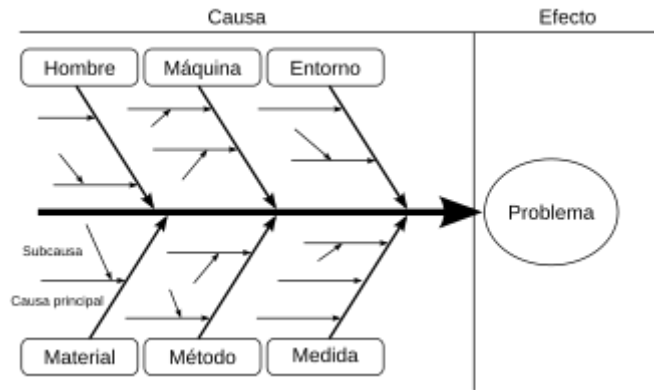 Causa
Efecto
Hombre
Máquina
Entorno
Problema
Subcausa
Causa principal
Material
Método
Medida